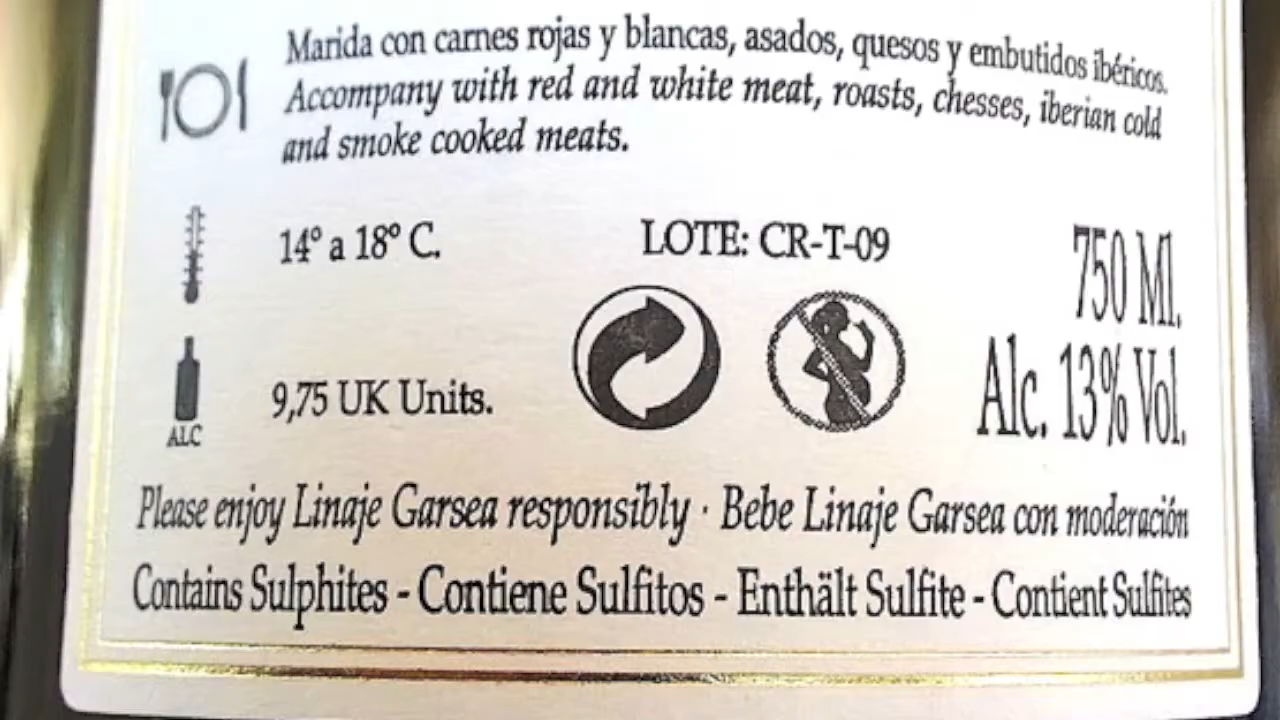 Marida con carnes rojas y blancas, asados, quesos y embutidos ibéricos.
Accompany with red and white meat, roasts, chesses, iberian cold
and smoke cooked meats.
14º a 18º C.
LOTE: CR-T-09
750 Ml.
9,75 UK Units.
Alc. 13% Vol.
ALC
Please enjoy Linaje Garsea responsibly · Bebe Linaje Garsea con moderación
Contains Sulphites - Contiene Sulfitos - Enthält Sulfite - Contient Sulfites